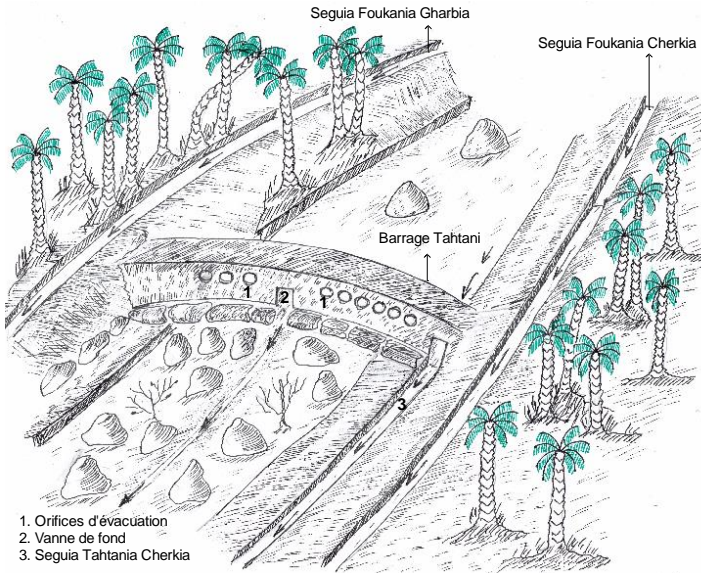 Seguia Foukania Gharbia
Seguia Foukania Cherkia
Barrage Tahtani
1
2
1
3
1. Orifices d'évacuation
2. Vanne de fond
3. Seguia Tahtania Cherkia